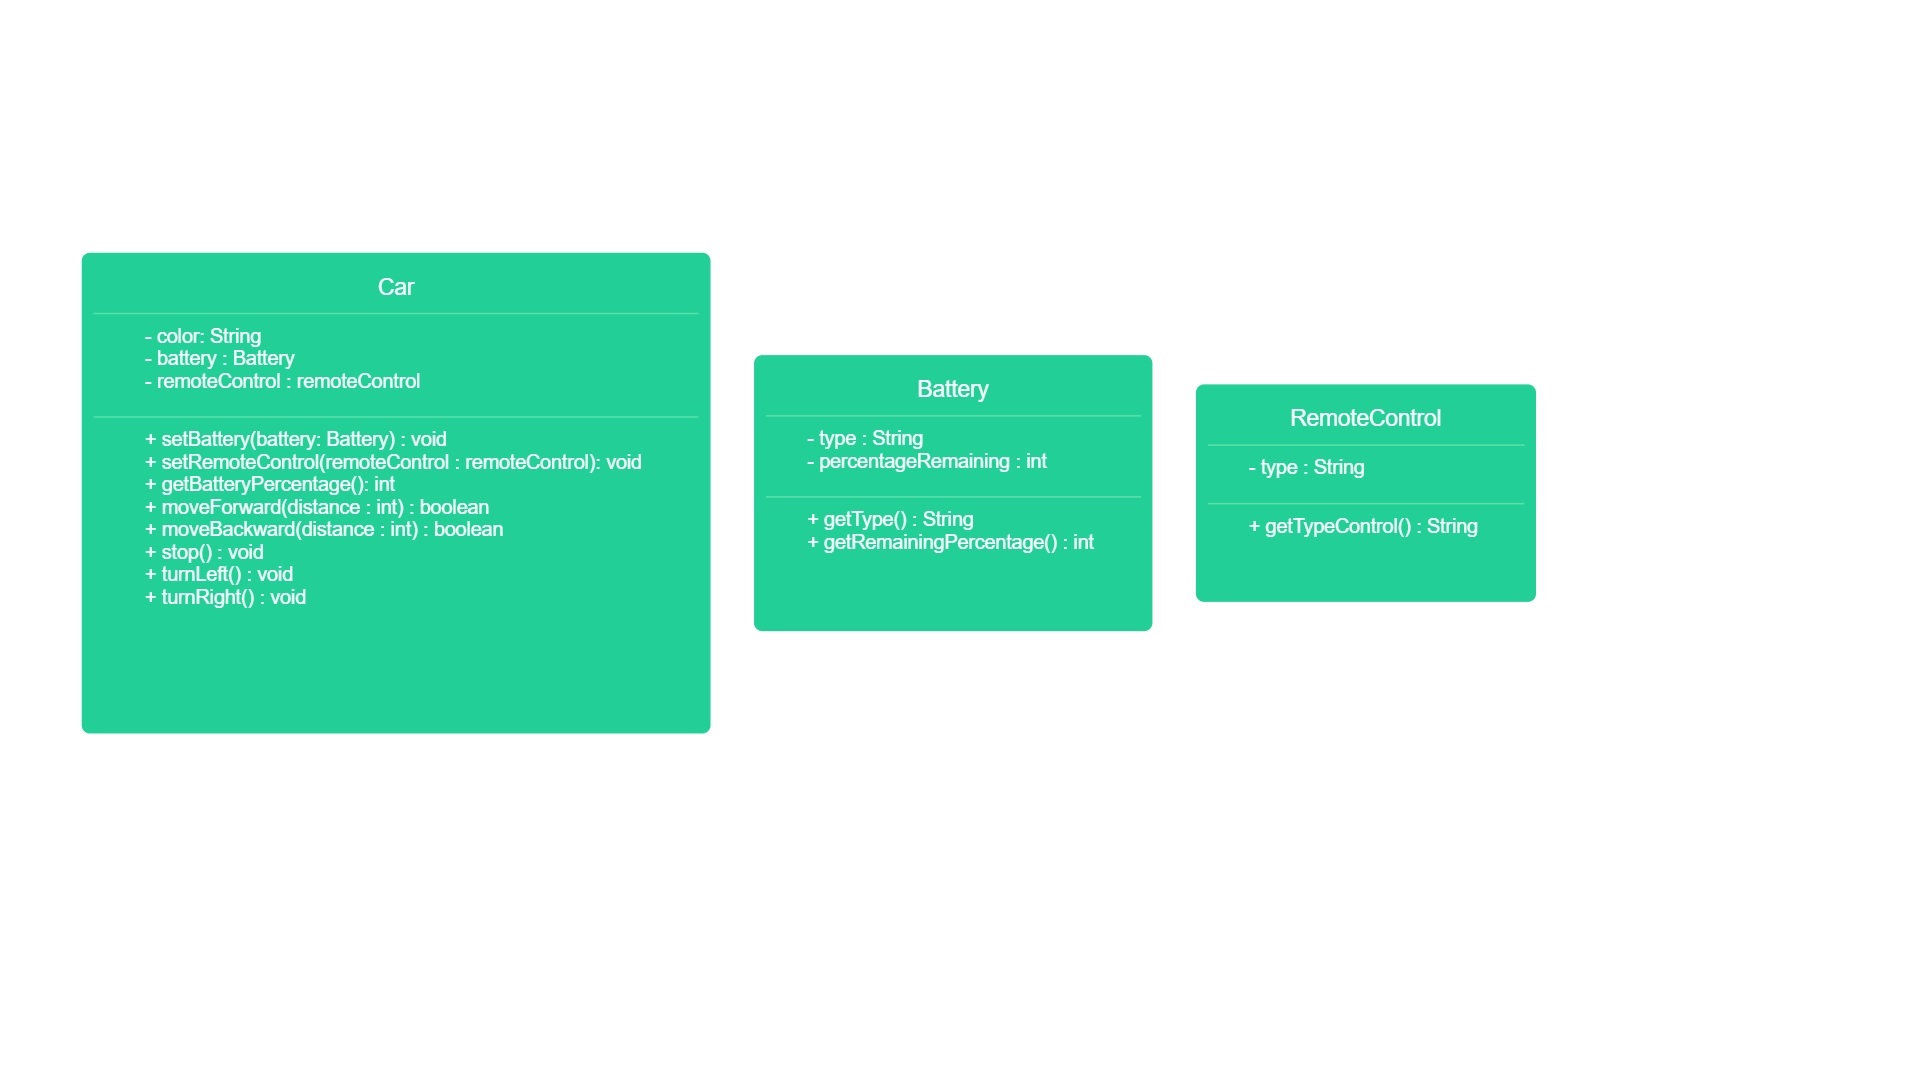 Car
- color: String
- battery : Battery
- remoteControl : remoteControl
+ setBattery(battery: Battery) : void
+ setRemoteControl(remoteControl : remoteControl): void
+ getBatteryPercentage(): int
+ moveForward(distance : int) : boolean
+ moveBackward(distance : int) : boolean
+ stop() : void
+ turnLeft() : void
+ turnRight() : void
Battery
- type : String
- percentageRemaining : int
+ getType() : String
+ getRemainingPercentage() : int
RemoteControl
- type : String
+ getTypeControl() : String